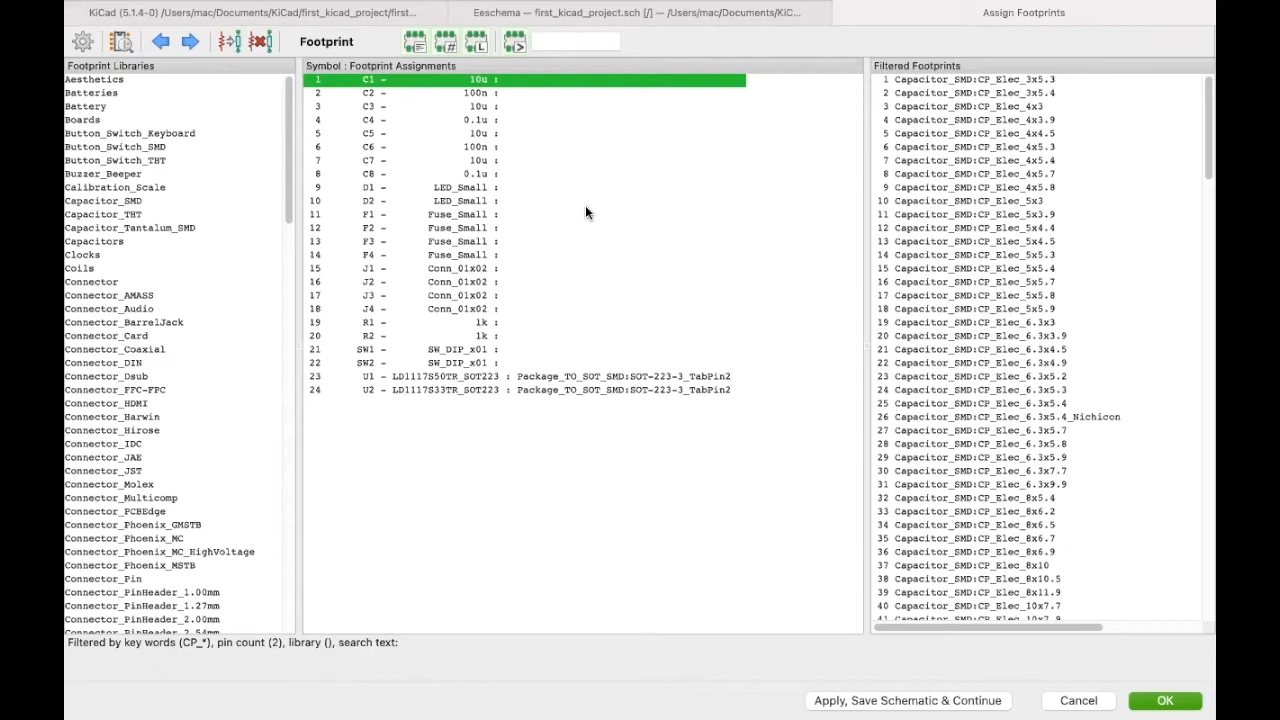 KiCad (5.1.4-0) /Users/mac/Documents/KiCad/first_kicad_project/first...
Eeschema — first_kicad_project.sch [/] — /Users/mac/Documents/KiC...
Assign Footprints
Footprint
Footprint Libraries
Aesthetics
Batteries
Battery
Boards
Button_Switch_Keyboard
Button_Switch_SMD
Button_Switch_THT
Buzzer_Beeper
Calibration_Scale
Capacitor_SMD
Capacitor_THT
Capacitor_Tantalum_SMD
Capacitors
Clocks
Coils
Connector
Connector_AMASS
Connector_Audio
Connector_BarrelJack
Connector_Card
Connector_Coaxial
Connector_DIN
Connector_Dsub
Connector_FFC-FPC
Connector_HDMI
Connector_Harwin
Connector_Hirose
Connector_IDC
Connector_JAE
Connector_JST
Connector_Molex
Connector_Multicomp
Connector_PCBEdge
Connector_Phoenix_GMSTB
Connector_Phoenix_MC
Connector_Phoenix_MC_HighVoltage
Connector_Phoenix_MSTB
Connector_Pin
Connector_PinHeader_1.00mm
Connector_PinHeader_1.27mm
Connector_PinHeader_2.00mm
Connector_PinHeader_2.54mm
Symbol : Footprint Assignments
1 C1 - 10u :
2 C2 - 100n :
3 C3 - 10u :
4 C4 - 0.1u :
5 C5 - 10u :
6 C6 - 100n :
7 C7 - 10u :
8 C8 - 0.1u :
9 D1 - LED_Small :
10 D2 - LED_Small :
11 F1 - Fuse_Small :
12 F2 - Fuse_Small :
13 F3 - Fuse_Small :
14 F4 - Fuse_Small :
15 J1 - Conn_01x02 :
16 J2 - Conn_01x02 :
17 J3 - Conn_01x02 :
18 J4 - Conn_01x02 :
19 R1 - 1k :
20 R2 - 1k :
21 SW1 - SW_DIP_x01 :
22 SW2 - SW_DIP_x01 :
23 U1 - LD1117S50TR_SOT223 : Package_TO_SOT_SMD:SOT-223-3_TabPin2
24 U2 - LD1117S33TR_SOT223 : Package_TO_SOT_SMD:SOT-223-3_TabPin2
Filtered Footprints
1 Capacitor_SMD:CP_Elec_3x5.3
2 Capacitor_SMD:CP_Elec_3x5.4
3 Capacitor_SMD:CP_Elec_4x3
4 Capacitor_SMD:CP_Elec_4x3.9
5 Capacitor_SMD:CP_Elec_4x4.5
6 Capacitor_SMD:CP_Elec_4x5.3
7 Capacitor_SMD:CP_Elec_4x5.4
8 Capacitor_SMD:CP_Elec_4x5.7
9 Capacitor_SMD:CP_Elec_4x5.8
10 Capacitor_SMD:CP_Elec_5x3
11 Capacitor_SMD:CP_Elec_5x3.9
12 Capacitor_SMD:CP_Elec_5x4.4
13 Capacitor_SMD:CP_Elec_5x4.5
14 Capacitor_SMD:CP_Elec_5x5.3
15 Capacitor_SMD:CP_Elec_5x5.4
16 Capacitor_SMD:CP_Elec_5x5.7
17 Capacitor_SMD:CP_Elec_5x5.8
18 Capacitor_SMD:CP_Elec_5x5.9
19 Capacitor_SMD:CP_Elec_6.3x3
20 Capacitor_SMD:CP_Elec_6.3x3.9
21 Capacitor_SMD:CP_Elec_6.3x4.5
22 Capacitor_SMD:CP_Elec_6.3x4.9
23 Capacitor_SMD:CP_Elec_6.3x5.2
24 Capacitor_SMD:CP_Elec_6.3x5.3
25 Capacitor_SMD:CP_Elec_6.3x5.4
26 Capacitor_SMD:CP_Elec_6.3x5.4_Nichicon
27 Capacitor_SMD:CP_Elec_6.3x5.7
28 Capacitor_SMD:CP_Elec_6.3x5.8
29 Capacitor_SMD:CP_Elec_6.3x5.9
30 Capacitor_SMD:CP_Elec_6.3x7.7
31 Capacitor_SMD:CP_Elec_6.3x9.9
32 Capacitor_SMD:CP_Elec_8x5.4
33 Capacitor_SMD:CP_Elec_8x6.2
34 Capacitor_SMD:CP_Elec_8x6.5
35 Capacitor_SMD:CP_Elec_8x6.7
36 Capacitor_SMD:CP_Elec_8x6.9
37 Capacitor_SMD:CP_Elec_8x10
38 Capacitor_SMD:CP_Elec_8x10.5
39 Capacitor_SMD:CP_Elec_8x11.9
40 Capacitor_SMD:CP_Elec_10x7.7
41 Capacitor_SMD:CP_Elec_10x7.9
Filtered by key words (CP_*), pin count (2), library (), search text:
Apply, Save Schematic & Continue
Cancel
OK